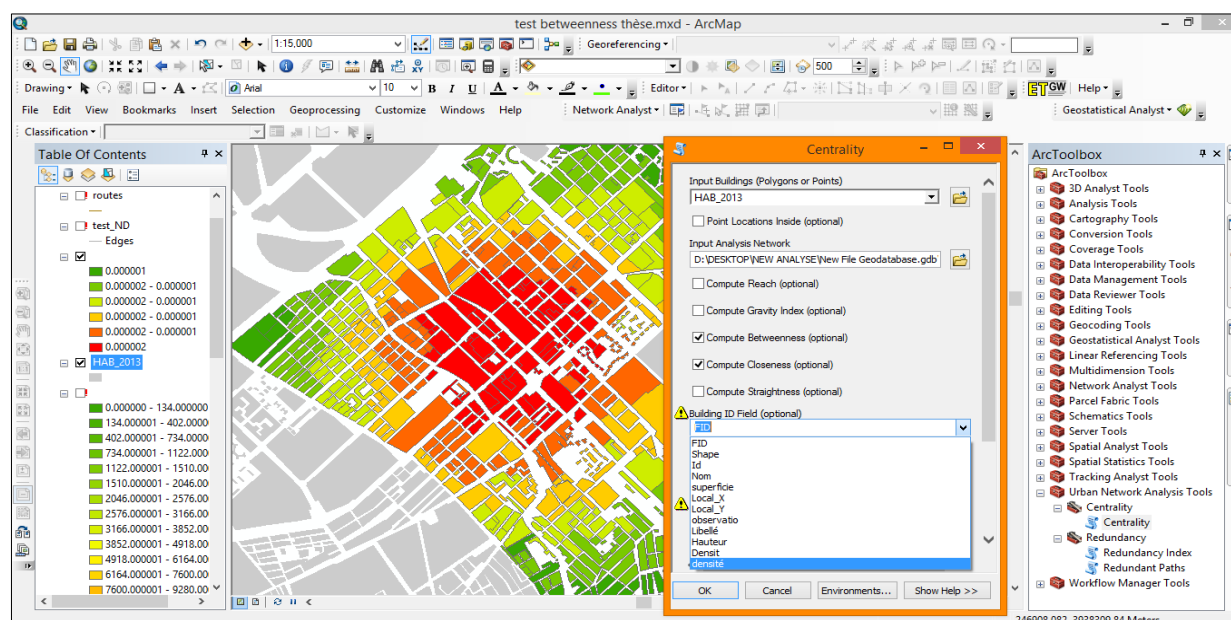 test betweenness thèse.mxd - ArcMap
1:15,000
Georeferencing
500
Drawing
Arial
10
B I U A
Editor
ETGW Help
File Edit View Bookmarks Insert Selection Geoprocessing Customize Windows Help
Network Analyst
Geostatistical Analyst
Classification
Table Of Contents
routes
test_ND
Edges
0.000001
0.000002 - 0.000001
0.000002 - 0.000001
0.000002 - 0.000001
0.000002 - 0.000001
0.000002
HAB_2013
0.000000 - 134.000000
134.000001 - 402.000
402.000001 - 734.000
734.000001 - 1122.00
1122.000001 - 1510.0
1510.000001 - 2046.0
2046.000001 - 2576.0
2576.000001 - 3166.0
3166.000001 - 3852.0
3852.000001 - 4918.0
4918.000001 - 6164.0
6164.000001 - 7600.0
7600.000001 - 9280.0
Centrality
Input Buildings (Polygons or Points)
HAB_2013
Point Locations Inside (optional)
Input Analysis Network
D:\DESKTOP\NEW ANALYSE\New File Geodatabase.gdb
Compute Reach (optional)
Compute Gravity Index (optional)
Compute Betweenness (optional)
Compute Closeness (optional)
Compute Straightness (optional)
Building ID Field (optional)
FID
FID
Shape
Id
Nom
superficie
Local_X
Local_Y
observatio
Libellé
Hauteur
Densit
densité
OK Cancel Environments... Show Help >>
ArcToolbox
ArcToolbox
3D Analyst Tools
Analysis Tools
Cartography Tools
Conversion Tools
Coverage Tools
Data Interoperability Tools
Data Management Tools
Data Reviewer Tools
Editing Tools
Geocoding Tools
Geostatistical Analyst Tools
Linear Referencing Tools
Multidimension Tools
Network Analyst Tools
Parcel Fabric Tools
Schematics Tools
Server Tools
Spatial Analyst Tools
Spatial Statistics Tools
Tracking Analyst Tools
Urban Network Analysis Tools
Centrality
Centrality
Redundancy
Redundancy Index
Redundant Paths
Workflow Manager Tools